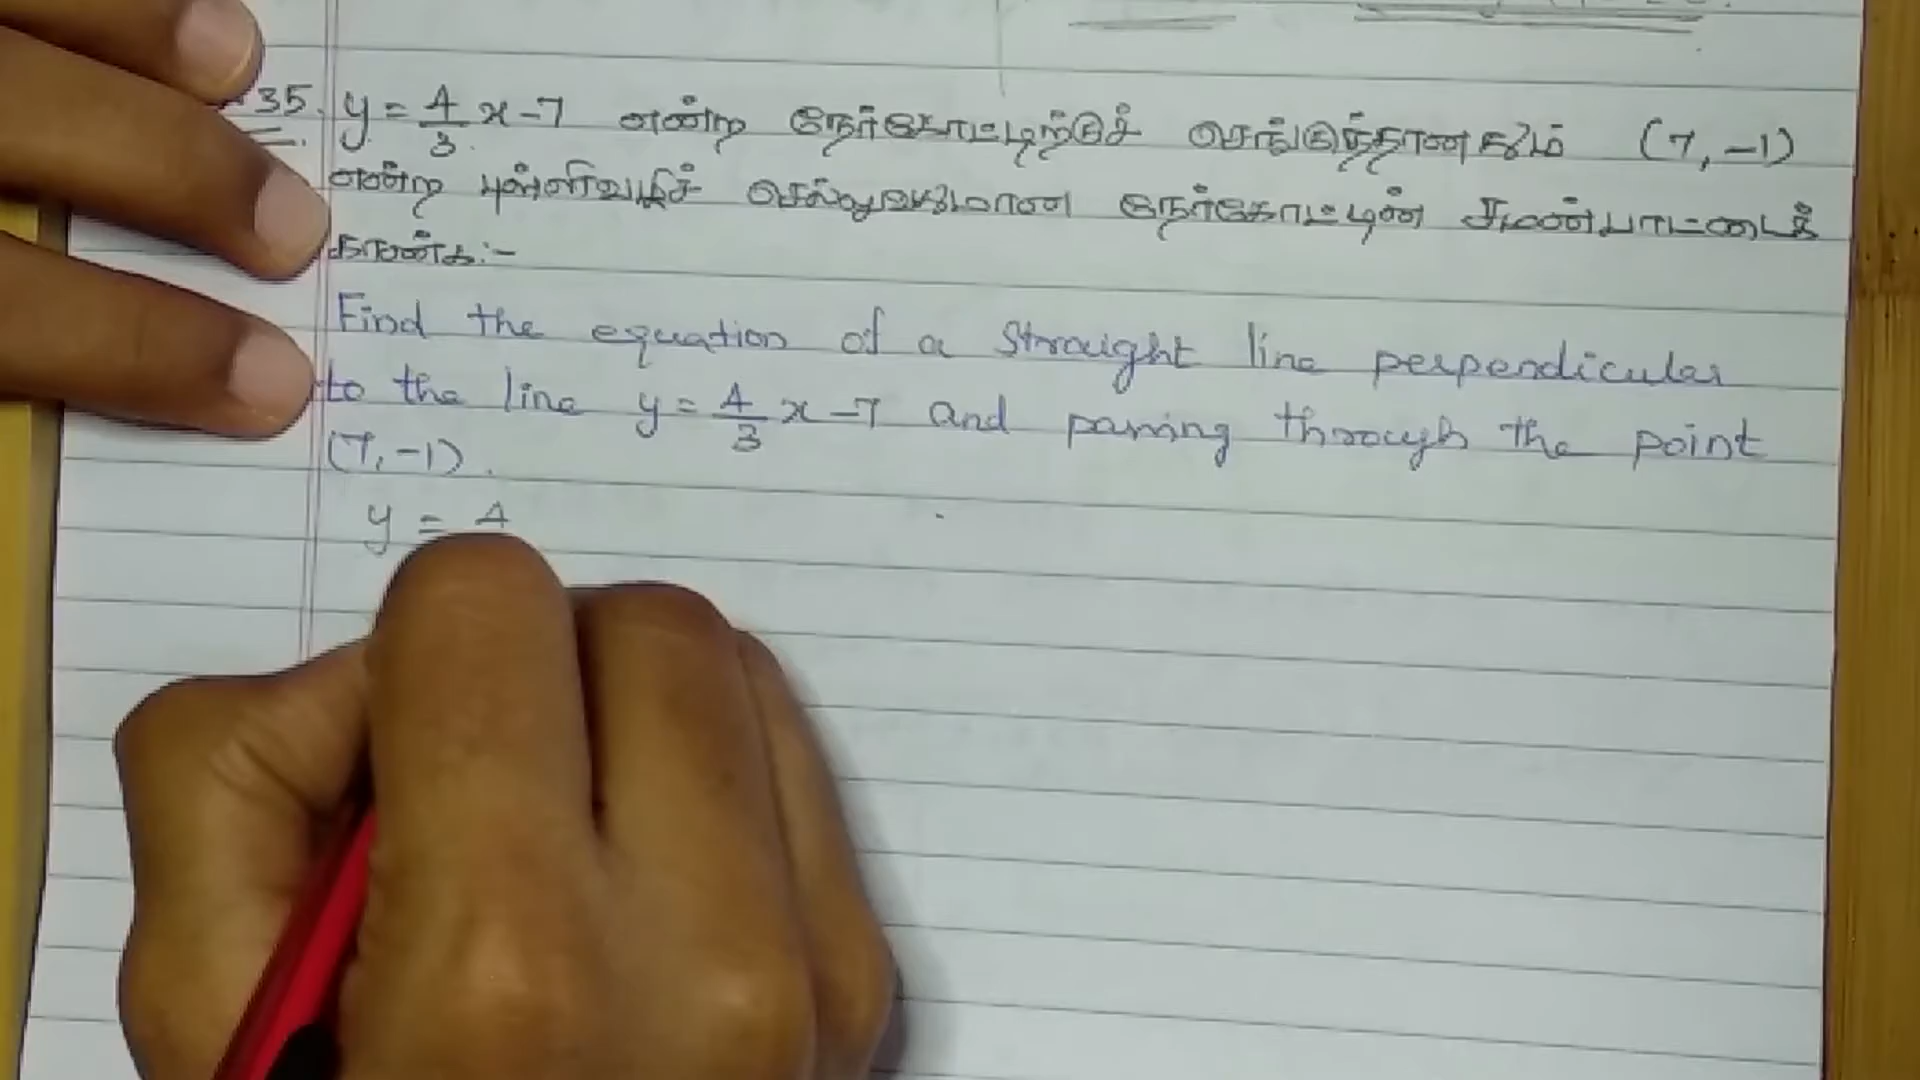 35. y = 4/3 x - 7 என்ற நேர்கோட்டிற்குச் செங்குத்தானதும் (7, -1)
என்ற புள்ளிவழிச் செல்லுவதுமான நேர்கோட்டின் சமன்பாட்டைக்
காண்க:-
Find the equation of a straight line perpendicular
to the line y = 4/3 x - 7 and passing through the point
(7, -1).
y = 4